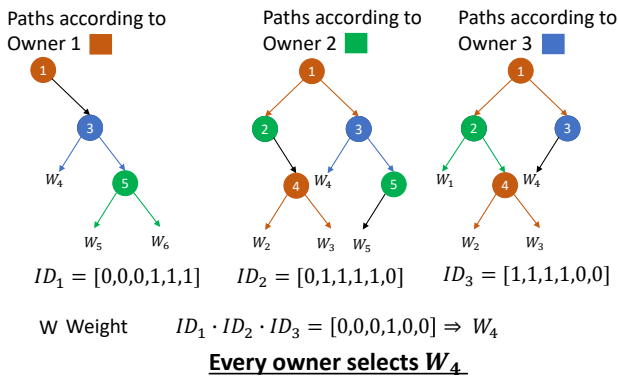 Paths according to Owner 1
Paths according to Owner 2
Paths according to Owner 3
1
3
W₄
5
W₅ W₆
1
2 3
4 W₄ 5
W₂ W₃ W₅
1
2 3
W₁ 4 W₄
W₂ W₃
ID₁ = [0,0,0,1,1,1]
ID₂ = [0,1,1,1,1,0]
ID₃ = [1,1,1,1,0,0]
W Weight
ID₁ · ID₂ · ID₃ = [0,0,0,1,0,0] ⇒ W₄
Every owner selects W₄